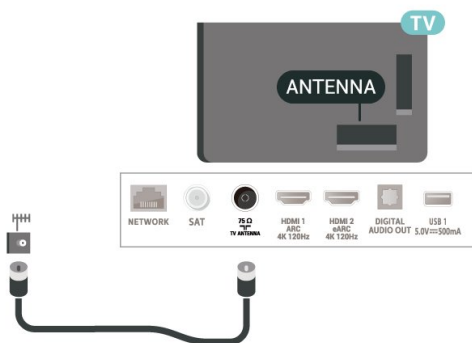 TV
ANTENNA
NETWORK
SAT
75 Ω
TV ANTENNA
HDMI 1
ARC
4K 120Hz
HDMI 2
eARC
4K 120Hz
DIGITAL
AUDIO OUT
USB 1
5.0V⎓500mA